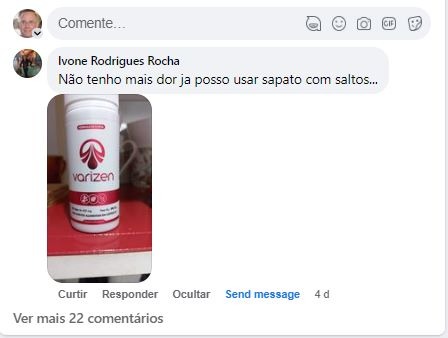 Comente...
GIF
Ivone Rodrigues Rocha
Não tenho mais dor ja posso usar sapato com saltos...
varizen
Curtir Responder Ocultar Send message 4 d
Ver mais 22 comentários